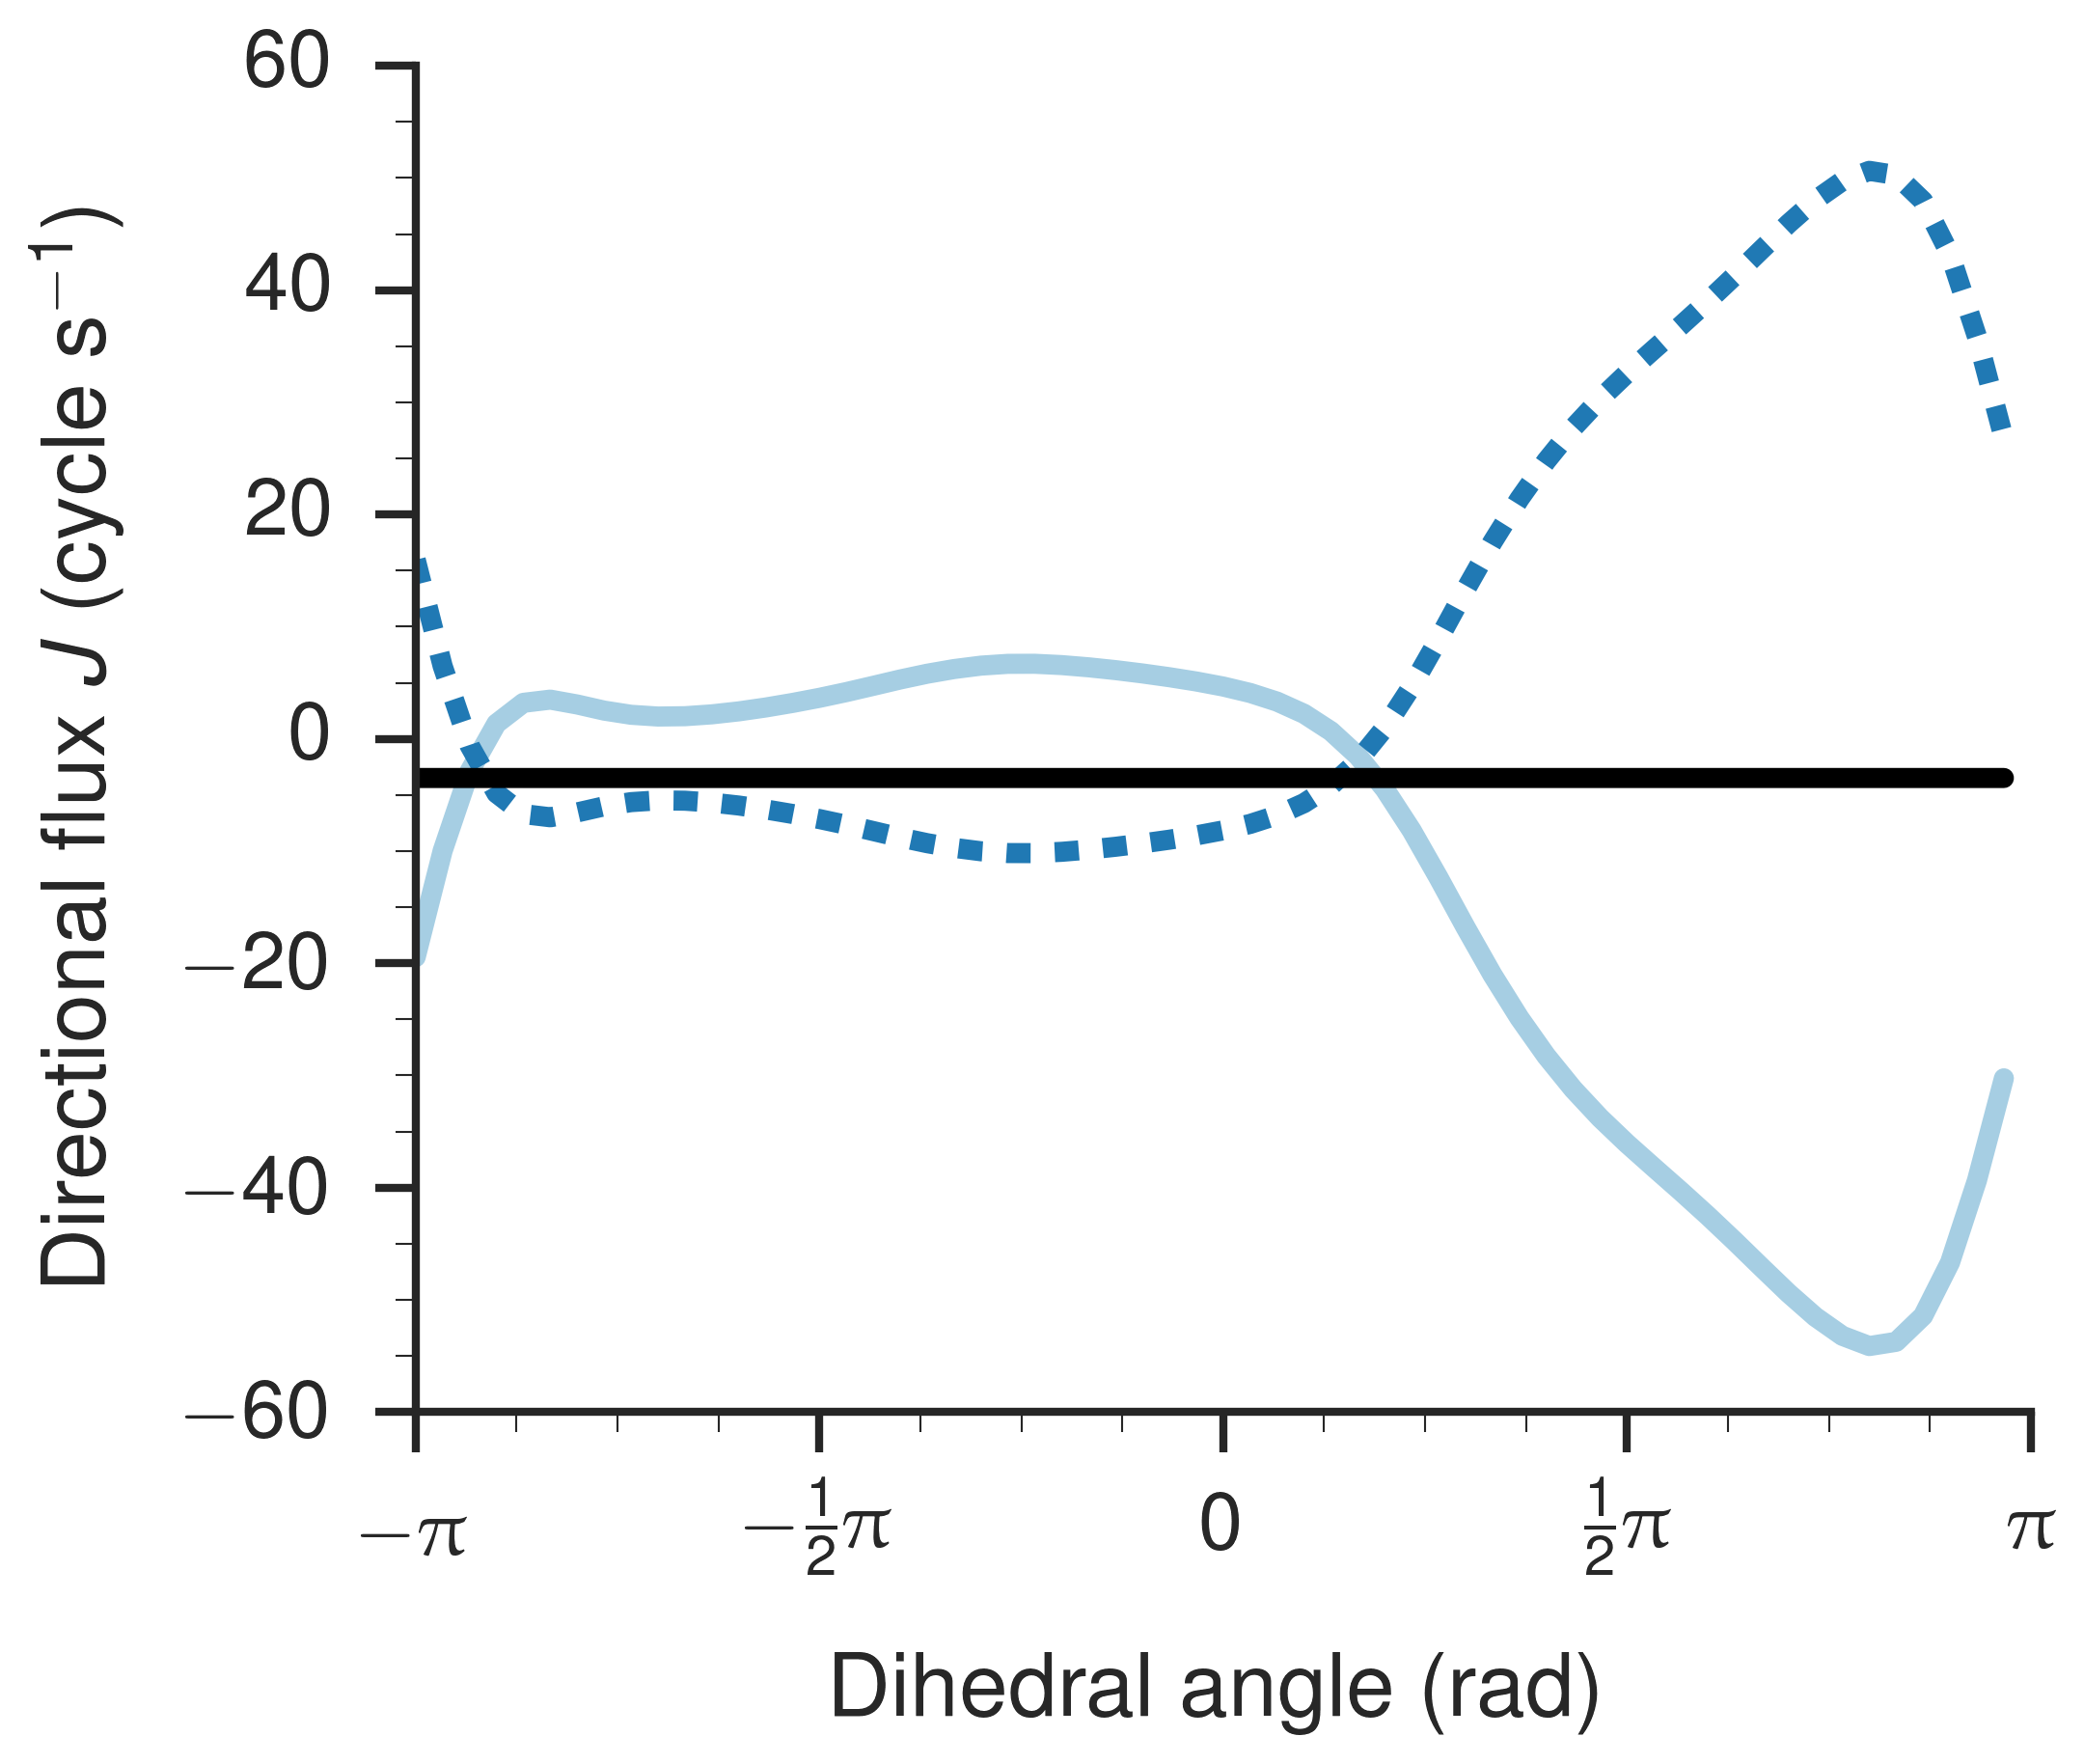 Directional flux J (cycle s⁻¹)
60
40
20
0
−20
−40
−60
−π
−½π
0
½π
π
Dihedral angle (rad)